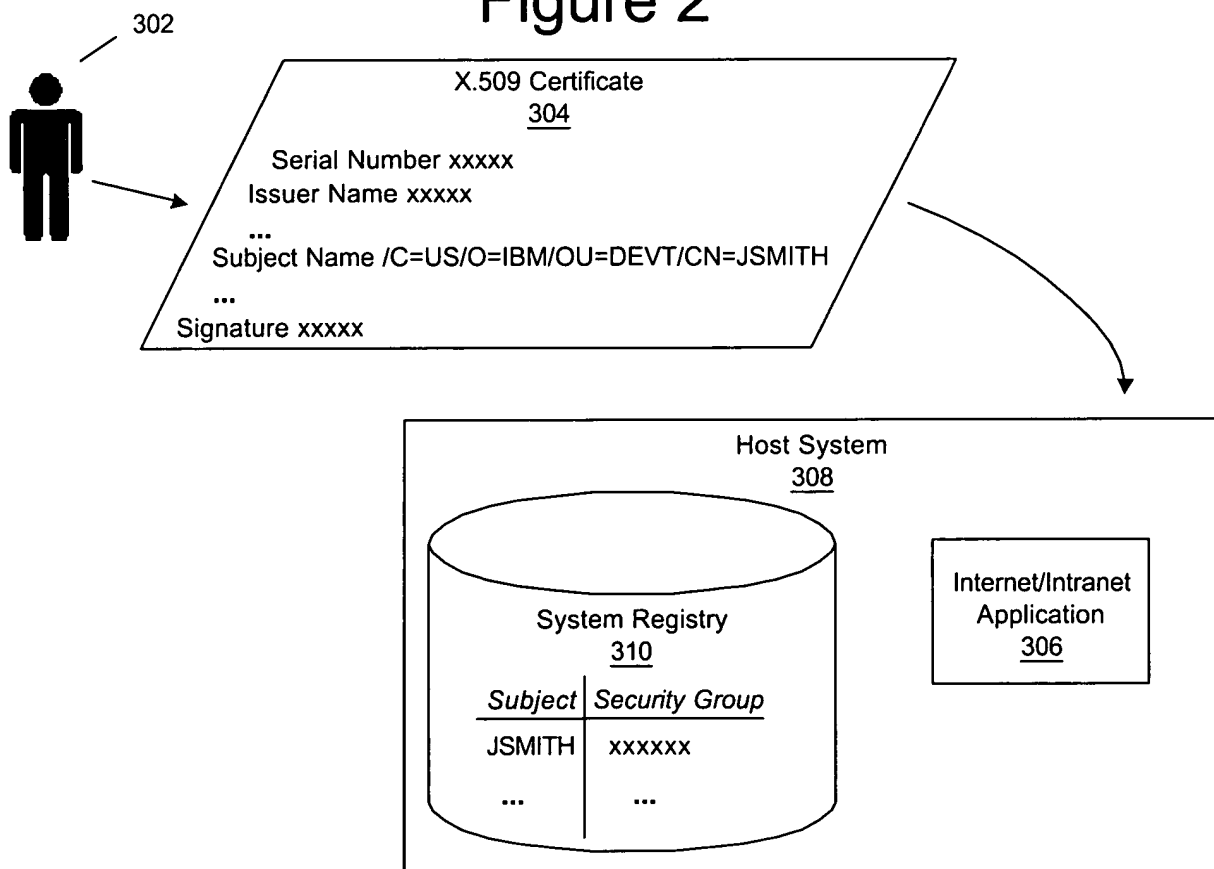 Figure 2
302
X.509 Certificate
304
Serial Number xxxxx
Issuer Name xxxxx
...
Subject Name /C=US/O=IBM/OU=DEVT/CN=JSMITH
...
Signature xxxxx
Host System
308
System Registry
310
Subject Security Group
JSMITH xxxxxx
... ...
Internet/Intranet
Application
306